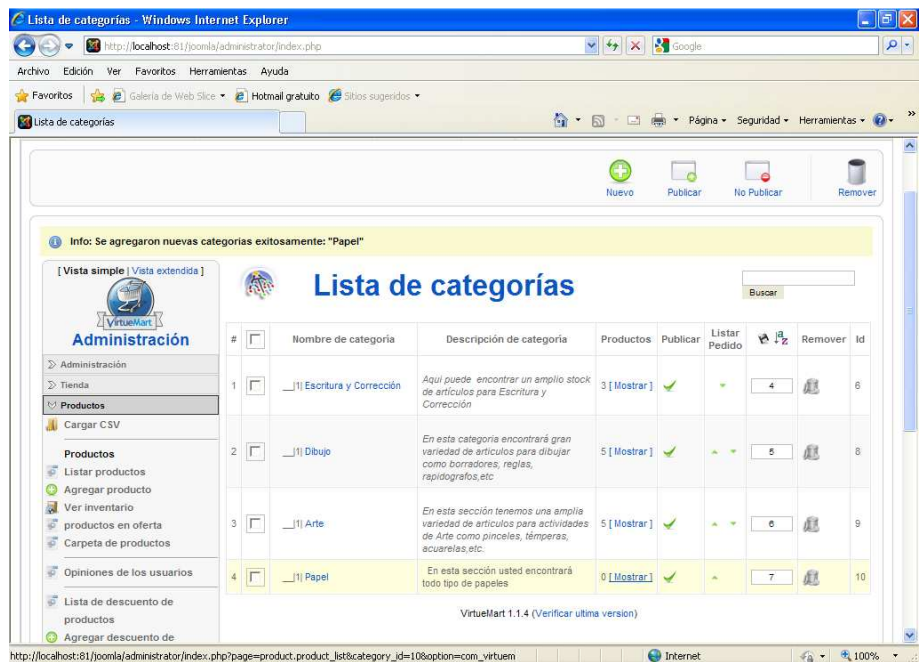 Lista de categorías - Windows Internet Explorer
http://localhost:81/joomla/administrator/index.php
Google
Archivo Edición Ver Favoritos Herramientas Ayuda
Favoritos Galería de Web Slice Hotmail gratuito Sitios sugeridos
Lista de categorías
Página Seguridad Herramientas
Nuevo Publicar No Publicar Remover
Info: Se agregaron nuevas categorias exitosamente: "Papel"
[ Vista simple | Vista extendida ]
VirtueMart
Administración
Administración
Tienda
Productos
Cargar CSV
Productos
Listar productos
Agregar producto
Ver inventario
productos en oferta
Carpeta de productos
Opiniones de los usuarios
Lista de descuento de
productos
Agregar descuento de
Lista de categorías
Buscar
# Nombre de categoría Descripción de categoría Productos Publicar Listar Pedido Remover Id
1 __|1| Escritura y Corrección
Aqui puede encontrar un amplio stock
de artículos para Escritura y
Corrección
3 [ Mostrar ] 4 6
2 __|1| Dibujo
En esta categoria encontrará gran
variedad de articulos para dibujar
como borradores, reglas,
rapidografos,etc
5 [ Mostrar ] 5 8
3 __|1| Arte
En esta sección tenemos una amplia
variedad de articulos para actividades
de Arte como pinceles, témperas,
acuarelas,etc.
5 [ Mostrar ] 6 9
4 __|1| Papel
En esta sección usted encontrará
todo tipo de papeles
0 [ Mostrar ] 7 10
VirtueMart 1.1.4 (Verificar ultima version)
http://localhost:81/joomla/administrator/index.php?page=product.product_list&category_id=10&option=com_virtuem
Internet 100%